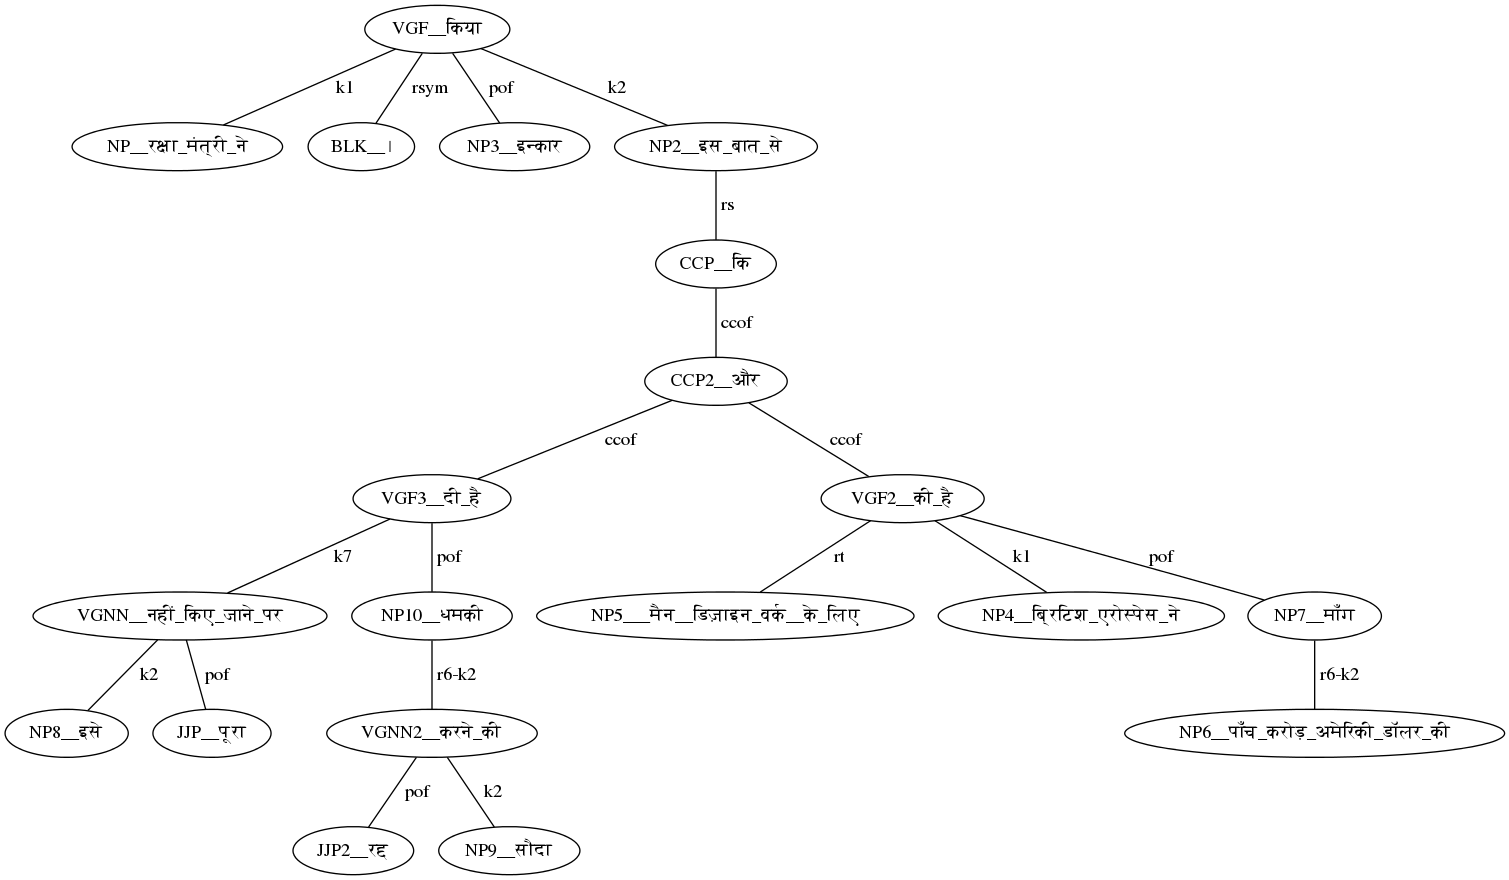 VGF__किया
k1 rsym pof k2
NP__रक्षा_मंत्री_ने BLK__। NP3__इन्कार NP2__इस_बात_से
rs
CCP__कि
ccof
CCP2__और
ccof ccof
VGF3__दी_है VGF2__की_है
k7 pof rt k1 pof
VGNN__नहीं_किए_जाने_पर NP10__धमकी NP5__मैन__डिज़ाइन_वर्क__के_लिए NP4__ब्रिटिश_एरोस्पेस_ने NP7__माँग
k2 pof r6-k2 r6-k2
NP8__इसे JJP__पूरा VGNN2__करने_की NP6__पाँच_करोड़_अमेरिकी_डॉलर_की
pof k2
JJP2__रद्द NP9__सौदा